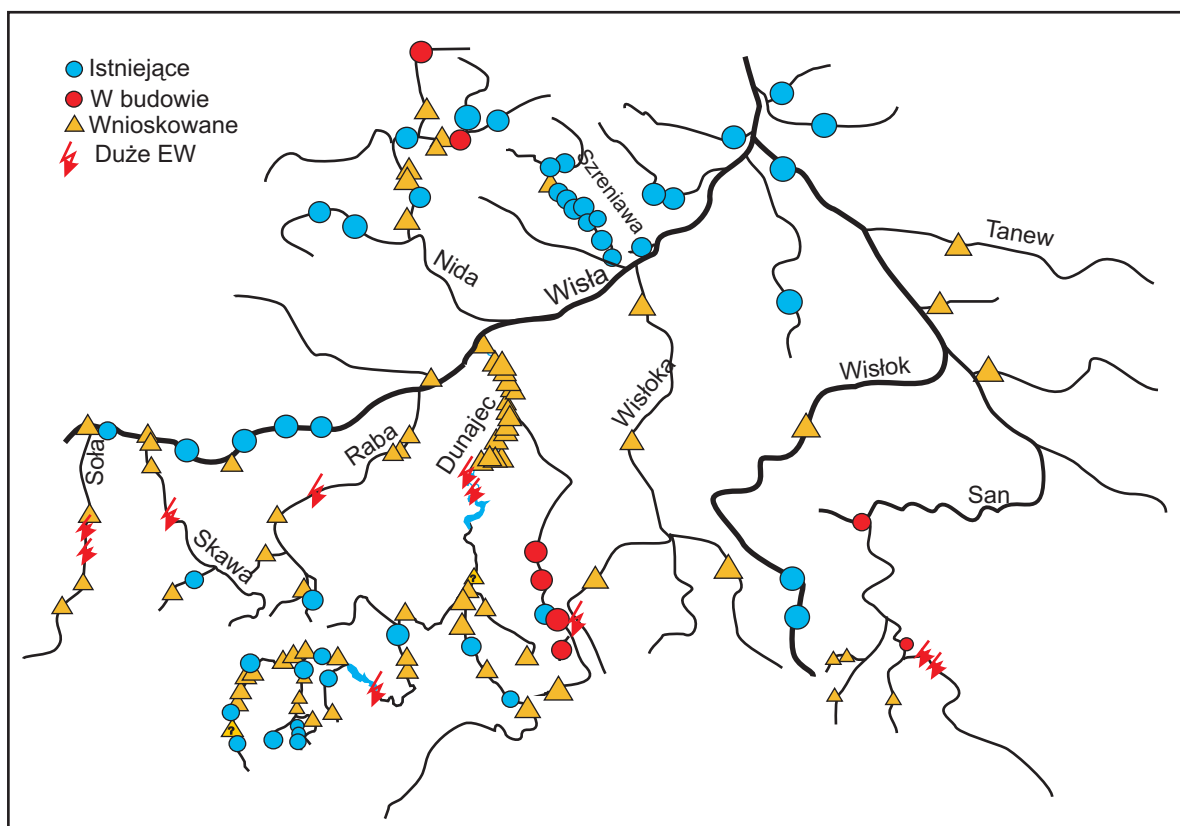 Istniejące
W budowie
Wnioskowane
Duże EW
Szreniawa
Tanew
Nida
Wisła
Wisłok
Wisłoka
Dunajec
Raba
Soła
San
Skawa
?
?